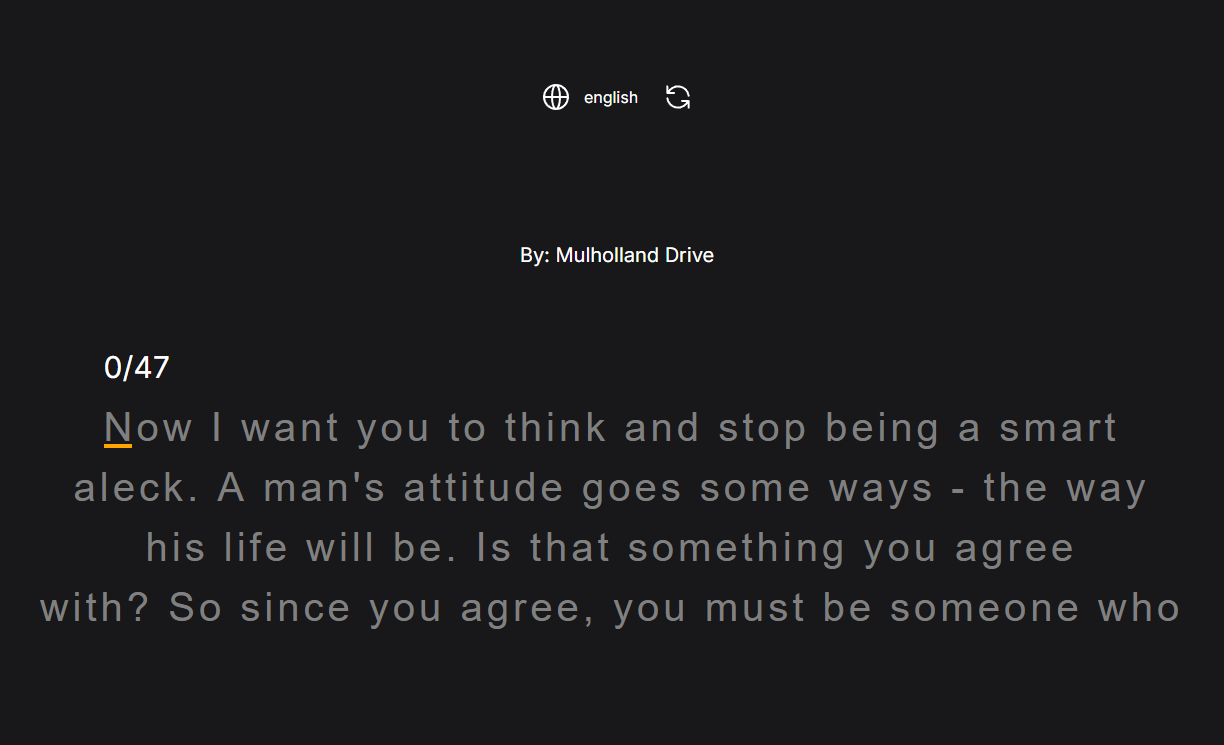 english
By: Mulholland Drive
0/47
Now I want you to think and stop being a smart
aleck. A man's attitude goes some ways - the way
his life will be. Is that something you agree
with? So since you agree, you must be someone who